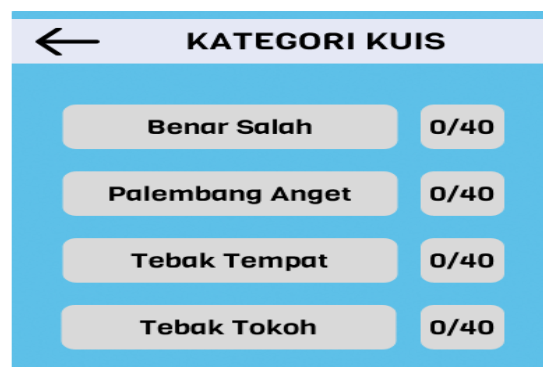 KATEGORI KUIS
Benar Salah 0/40
Palembang Anget 0/40
Tebak Tempat 0/40
Tebak Tokoh 0/40